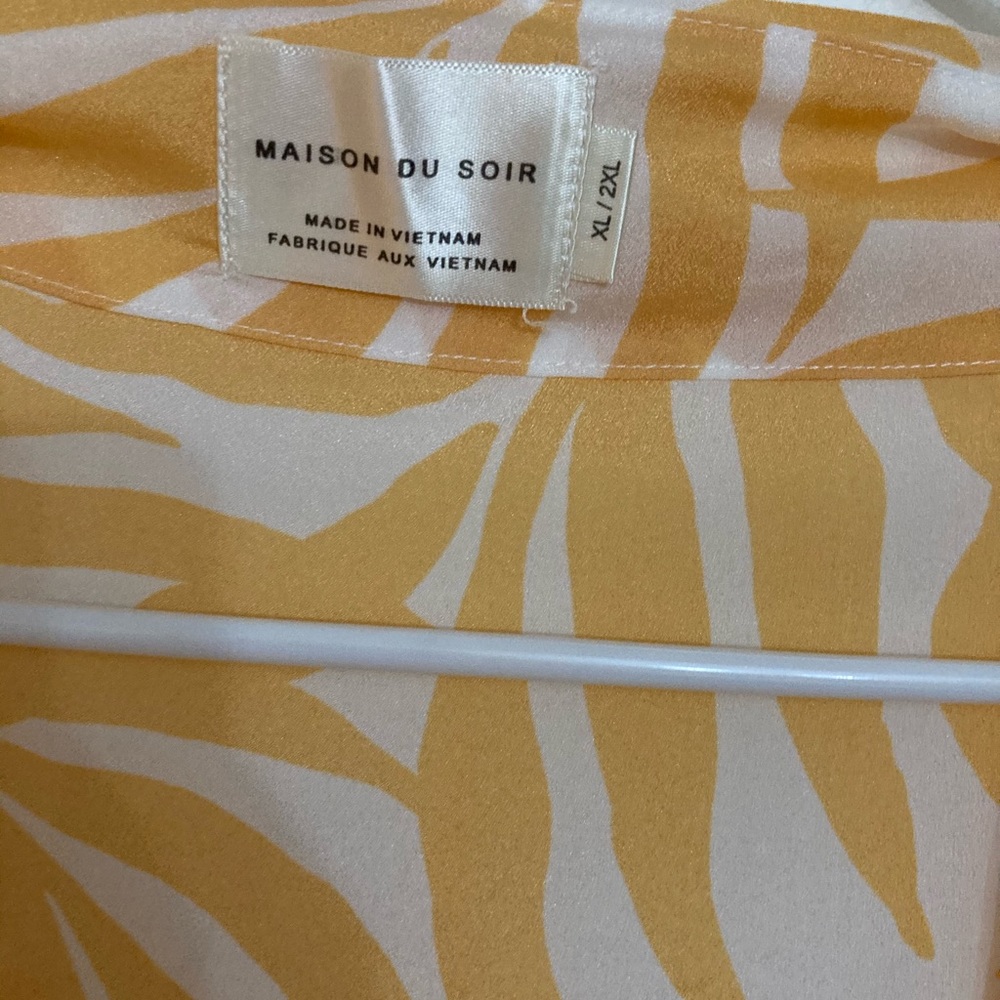 MAISON DU SOIR
MADE IN VIETNAM
FABRIQUE AUX VIETNAM
XL / 2XL